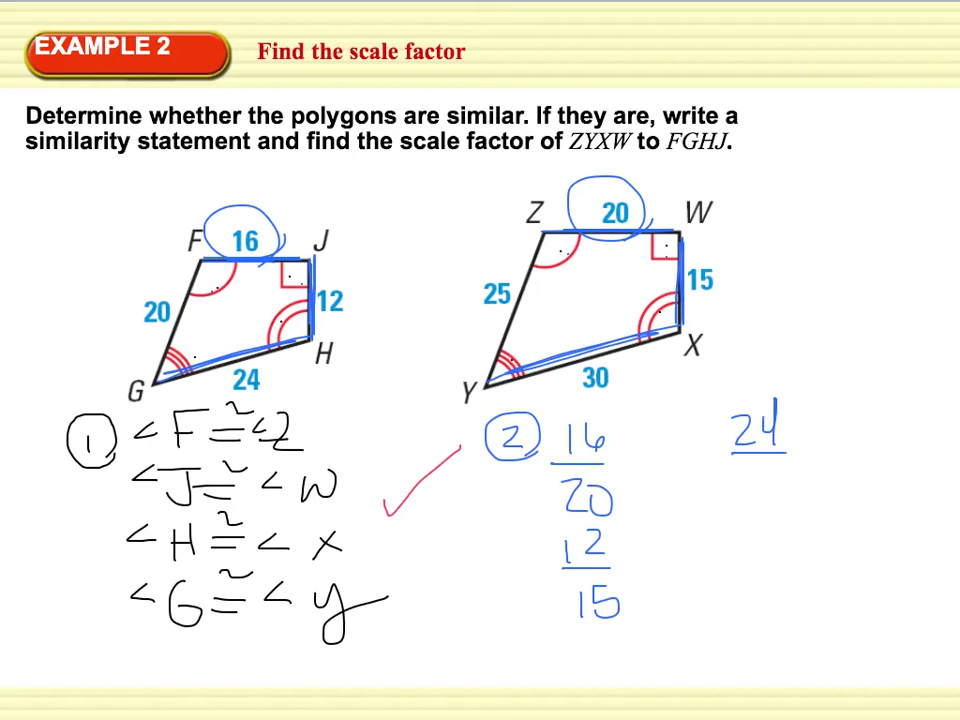 EXAMPLE 2
Find the scale factor
Determine whether the polygons are similar. If they are, write a
similarity statement and find the scale factor of ZYXW to FGHJ.
F 16 J
20
12
H
G
24
Z 20 W
25
15
X
Y
30
1 <F≅<Z
<J≅<W
<H≅<X
<G≅<y
2 16
20
12
15
24